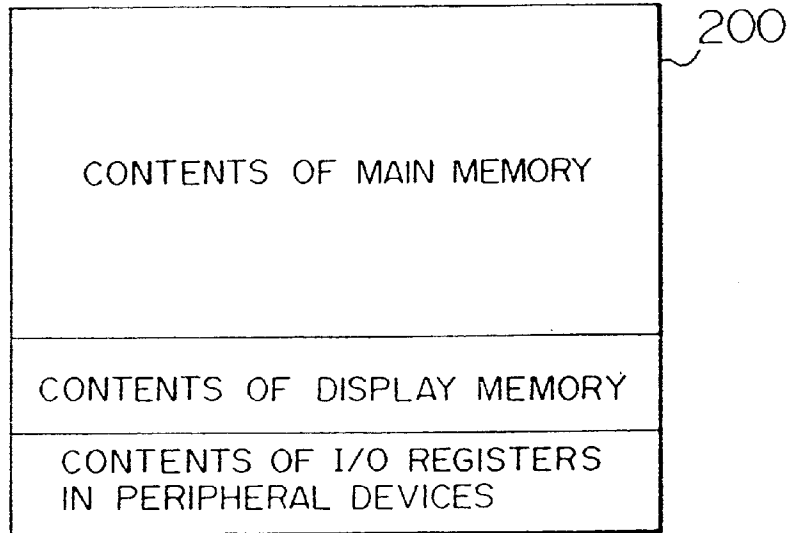 200
CONTENTS OF MAIN MEMORY
CONTENTS OF DISPLAY MEMORY
CONTENTS OF I/O REGISTERS
IN PERIPHERAL DEVICES